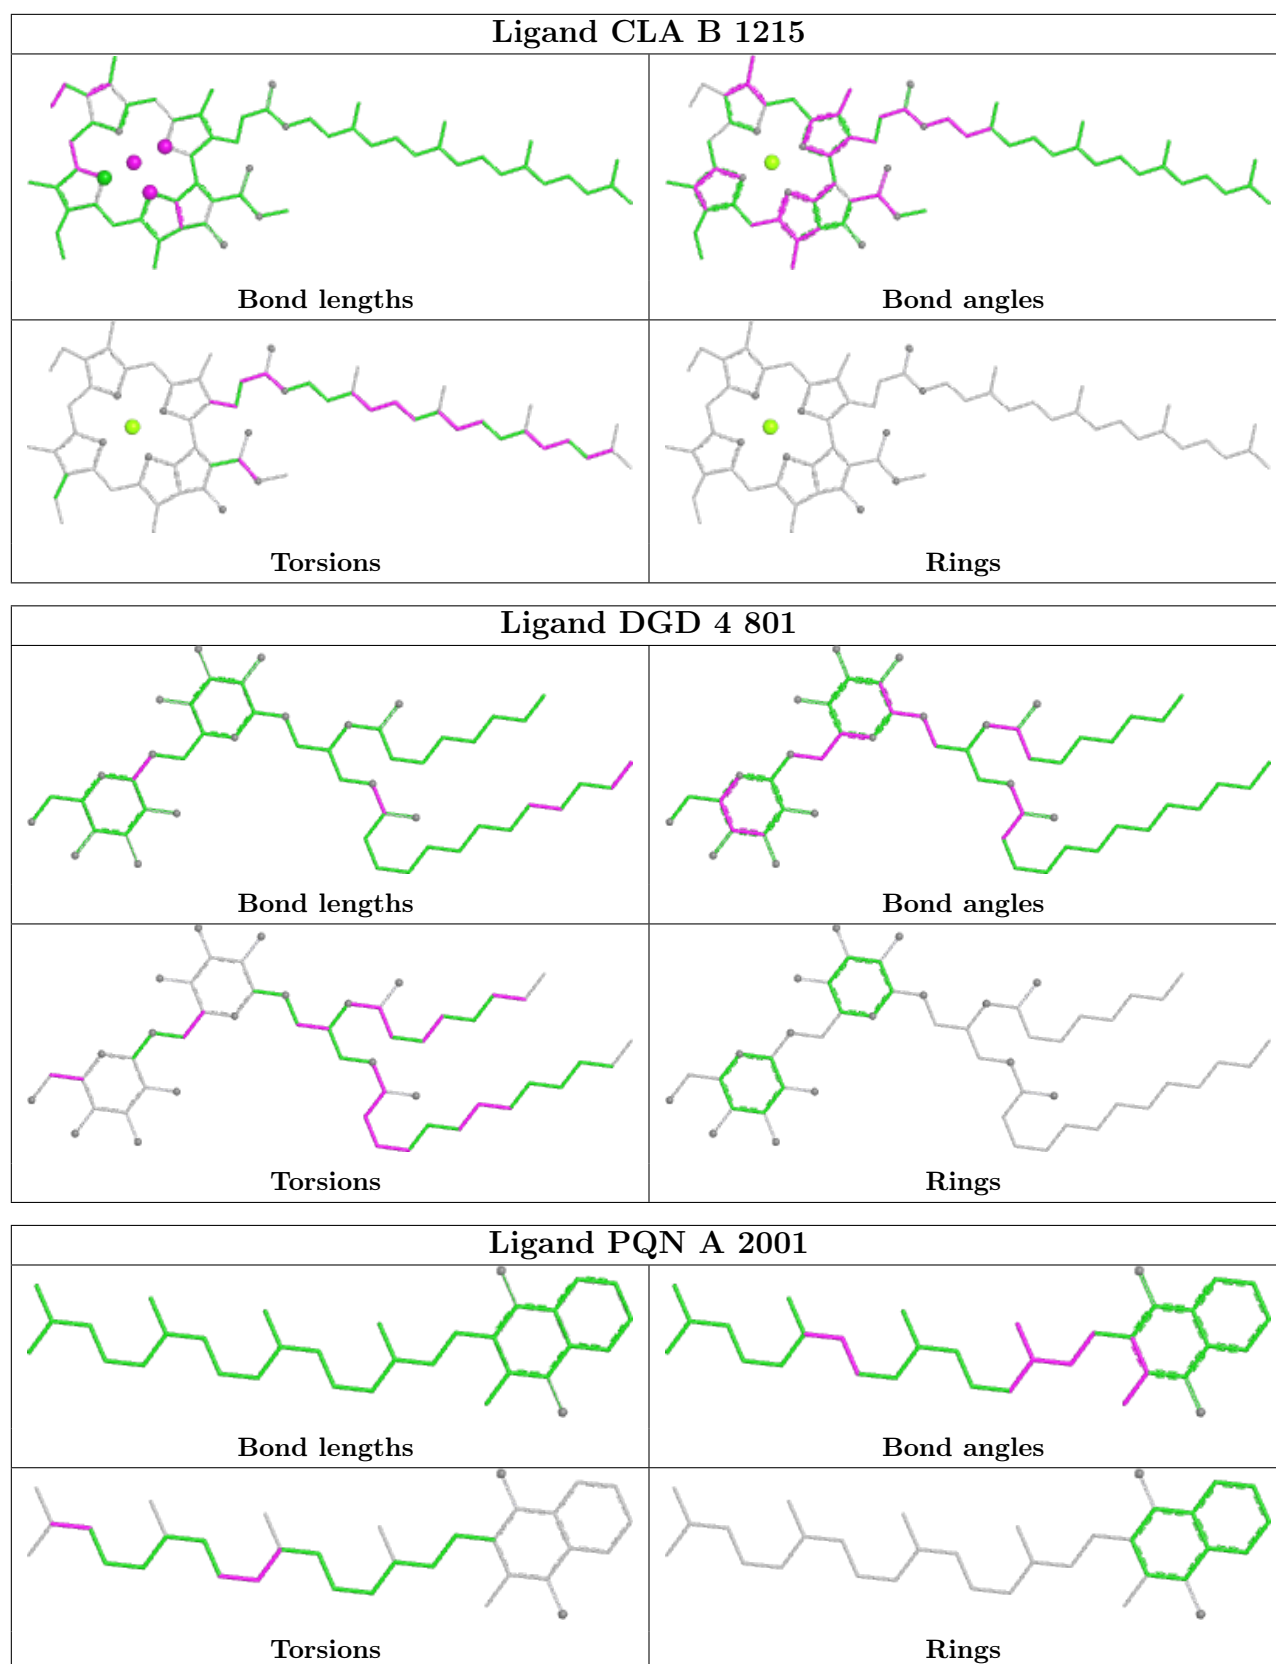 Ligand CLA B 1215
Bond lengths
Bond angles
Torsions
Rings
Ligand DGD 4 801
Bond lengths
Bond angles
Torsions
Rings
Ligand PQN A 2001
Bond lengths
Bond angles
Torsions
Rings